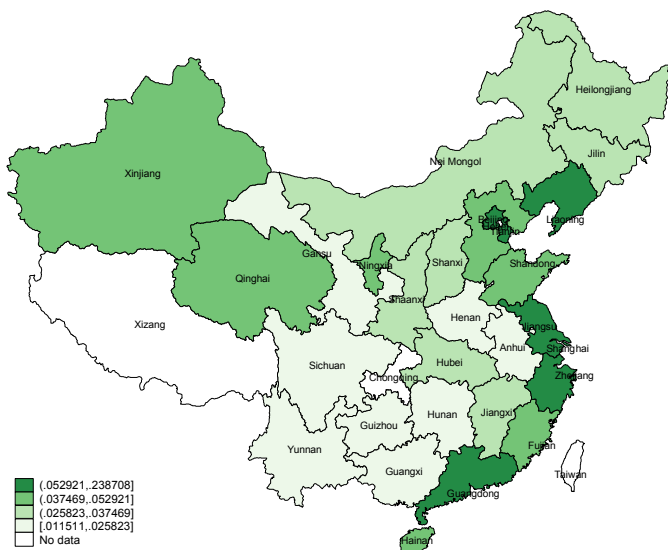 Heilongjiang
Jilin
Nei Mongol
Xinjiang
Liaoning
Beijing
Tianjin
Gansu
Ningxia
Shanxi
Shandong
Qinghai
Shaanxi
Xizang
Henan
Jiangsu
Anhui
Shanghai
Sichuan
Hubei
Chongqing
Zhejiang
Hunan
Jiangxi
Guizhou
Fujian
Yunnan
Guangxi
Taiwan
Guangdong
Hainan
(.052921,.238708]
(.037469,.052921]
(.025823,.037469]
[.011511,.025823]
No data